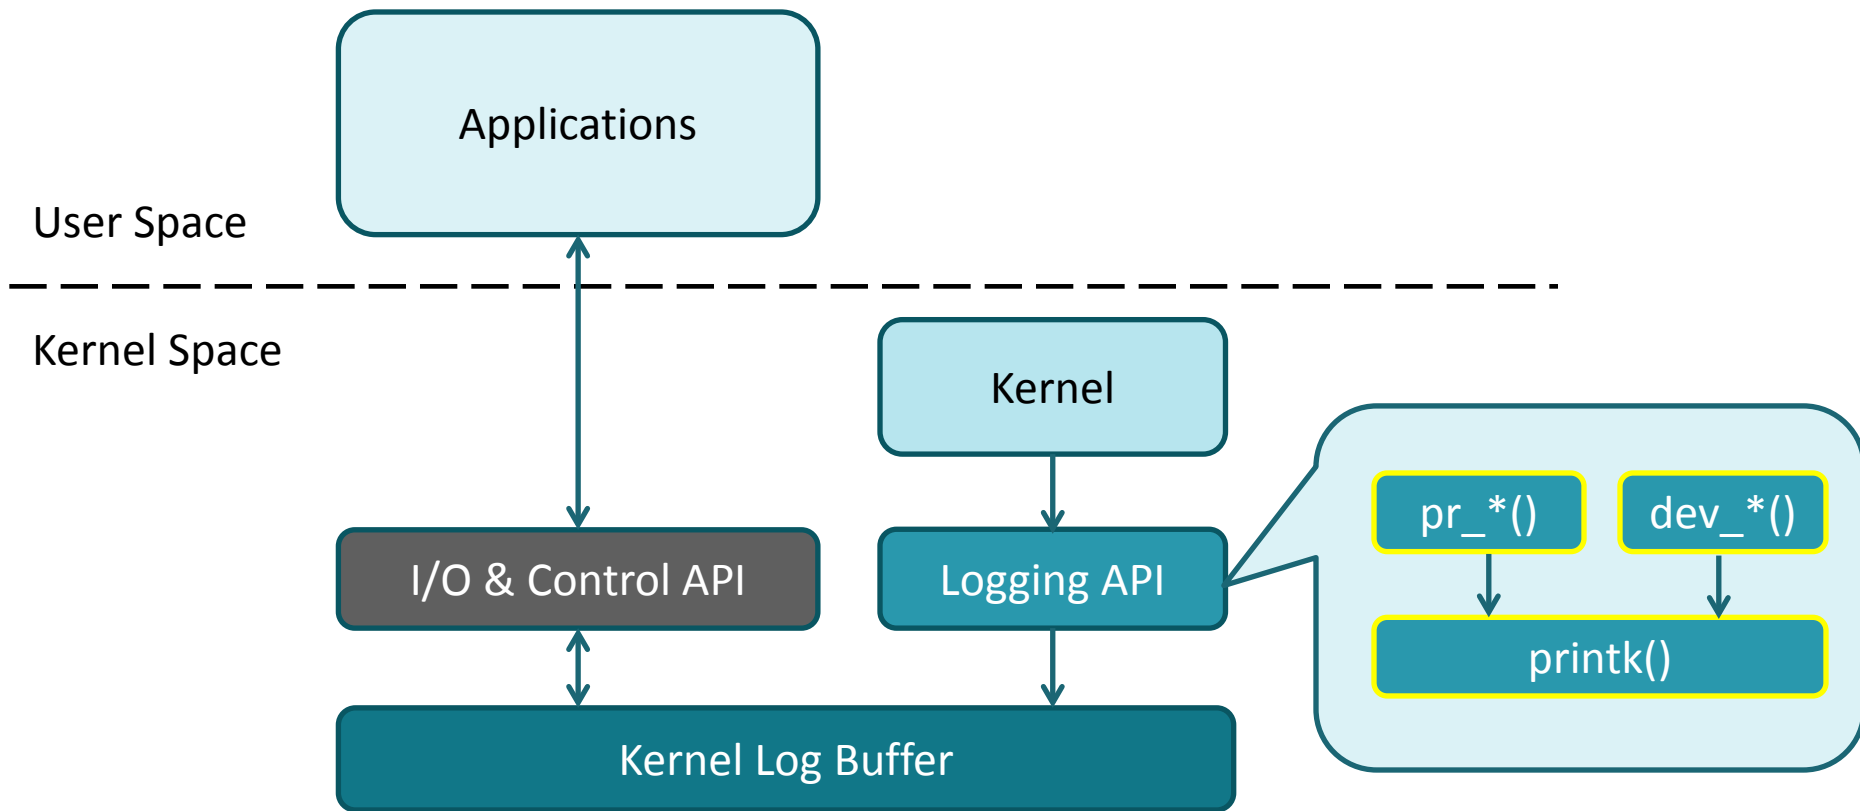 Applications
User Space
Kernel Space
Kernel
I/O & Control API
Logging API
pr_*()
dev_*()
printk()
Kernel Log Buffer